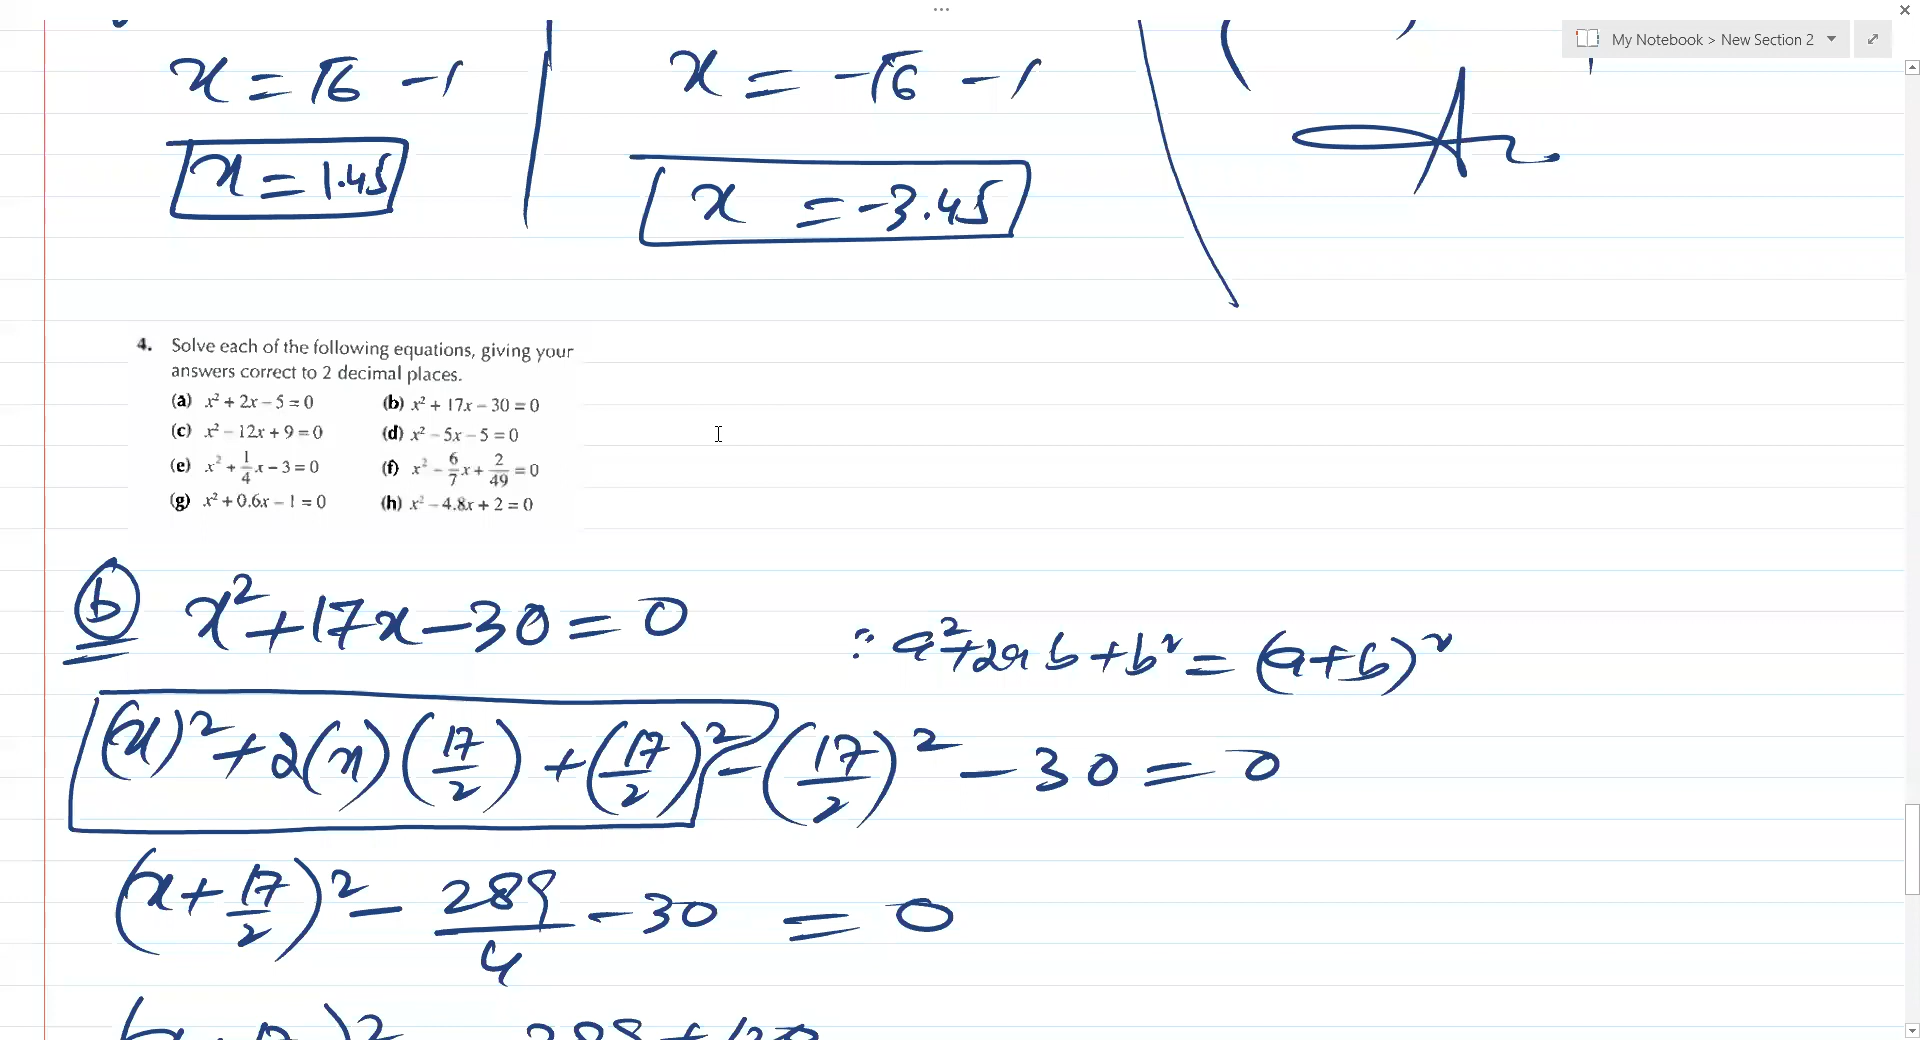 ...
My Notebook > New Section 2
x = √6 - 1
x = 1.45
x = -√6 - 1
x = -3.45
4. Solve each of the following equations, giving your
answers correct to 2 decimal places.
(a) x² + 2x – 5 = 0 (b) x² + 17x – 30 = 0
(c) x² – 12x + 9 = 0 (d) x² – 5x – 5 = 0
(e) x² + 1/4 x – 3 = 0 (f) x² – 6/7 x + 2/49 = 0
(g) x² + 0.6x – 1 = 0 (h) x² – 4.8x + 2 = 0
(b) x² + 17x - 30 = 0
∵ a² + 2ab + b² = (a+b)²
(x)² + 2(x)(17/2) + (17/2)² - (17/2)² - 30 = 0
(x + 17/2)² - 289/4 - 30 = 0